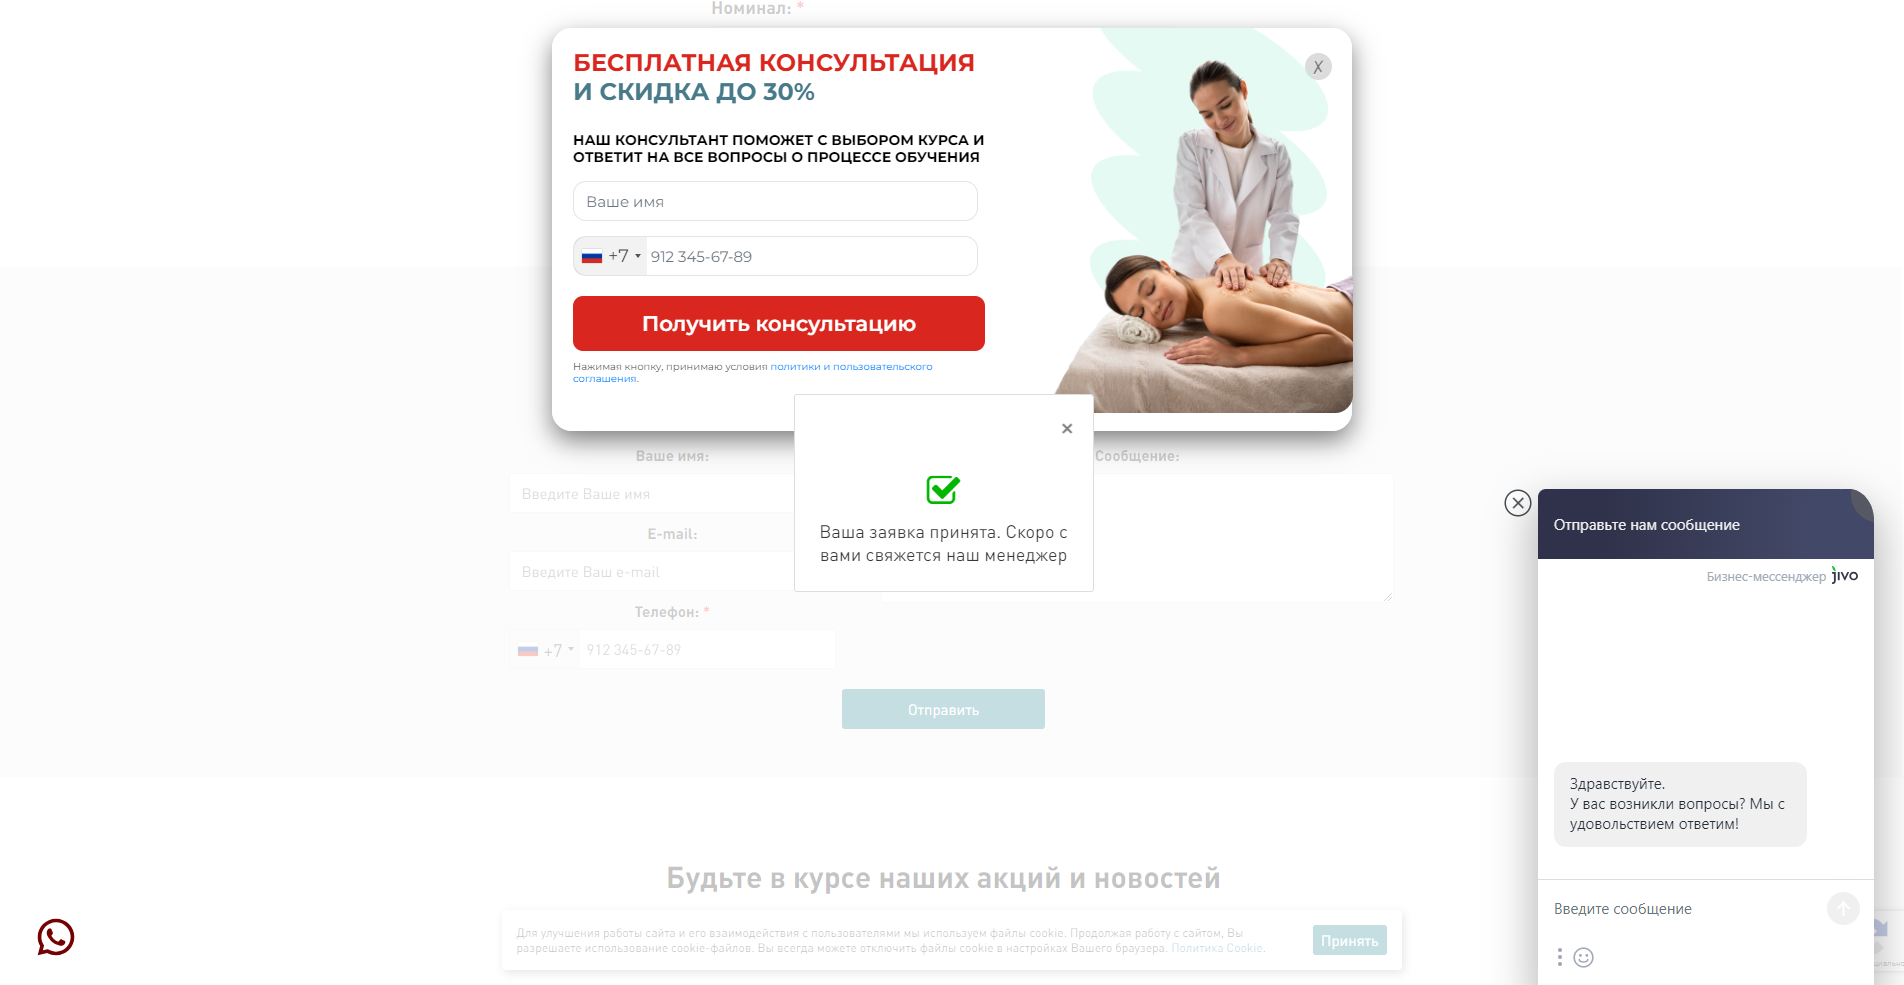 Номинал: *
БЕСПЛАТНАЯ КОНСУЛЬТАЦИЯ
И СКИДКА ДО 30%
X
НАШ КОНСУЛЬТАНТ ПОМОЖЕТ С ВЫБОРОМ КУРСА И
ОТВЕТИТ НА ВСЕ ВОПРОСЫ О ПРОЦЕССЕ ОБУЧЕНИЯ
Ваше имя
+7 912 345-67-89
Получить консультацию
Нажимая кнопку, принимаю условия политики и пользовательского
соглашения.
×
Ваша заявка принята. Скоро с
вами свяжется наш менеджер
Ваше имя:
Введите Ваше имя
E-mail:
Введите Ваш e-mail
Телефон: *
+7 912 345-67-89
Сообщение:
Отправить
Будьте в курсе наших акций и новостей
Для улучшения работы сайта и его взаимодействия с пользователями мы используем файлы cookie. Продолжая работу с сайтом, Вы
разрешаете использование cookie-файлов. Вы всегда можете отключить файлы cookie в настройках Вашего браузера. Политика Cookie.
Принять
Отправьте нам сообщение
Бизнес-мессенджер jivo
Здравствуйте.
У вас возникли вопросы? Мы с
удовольствием ответим!
Введите сообщение